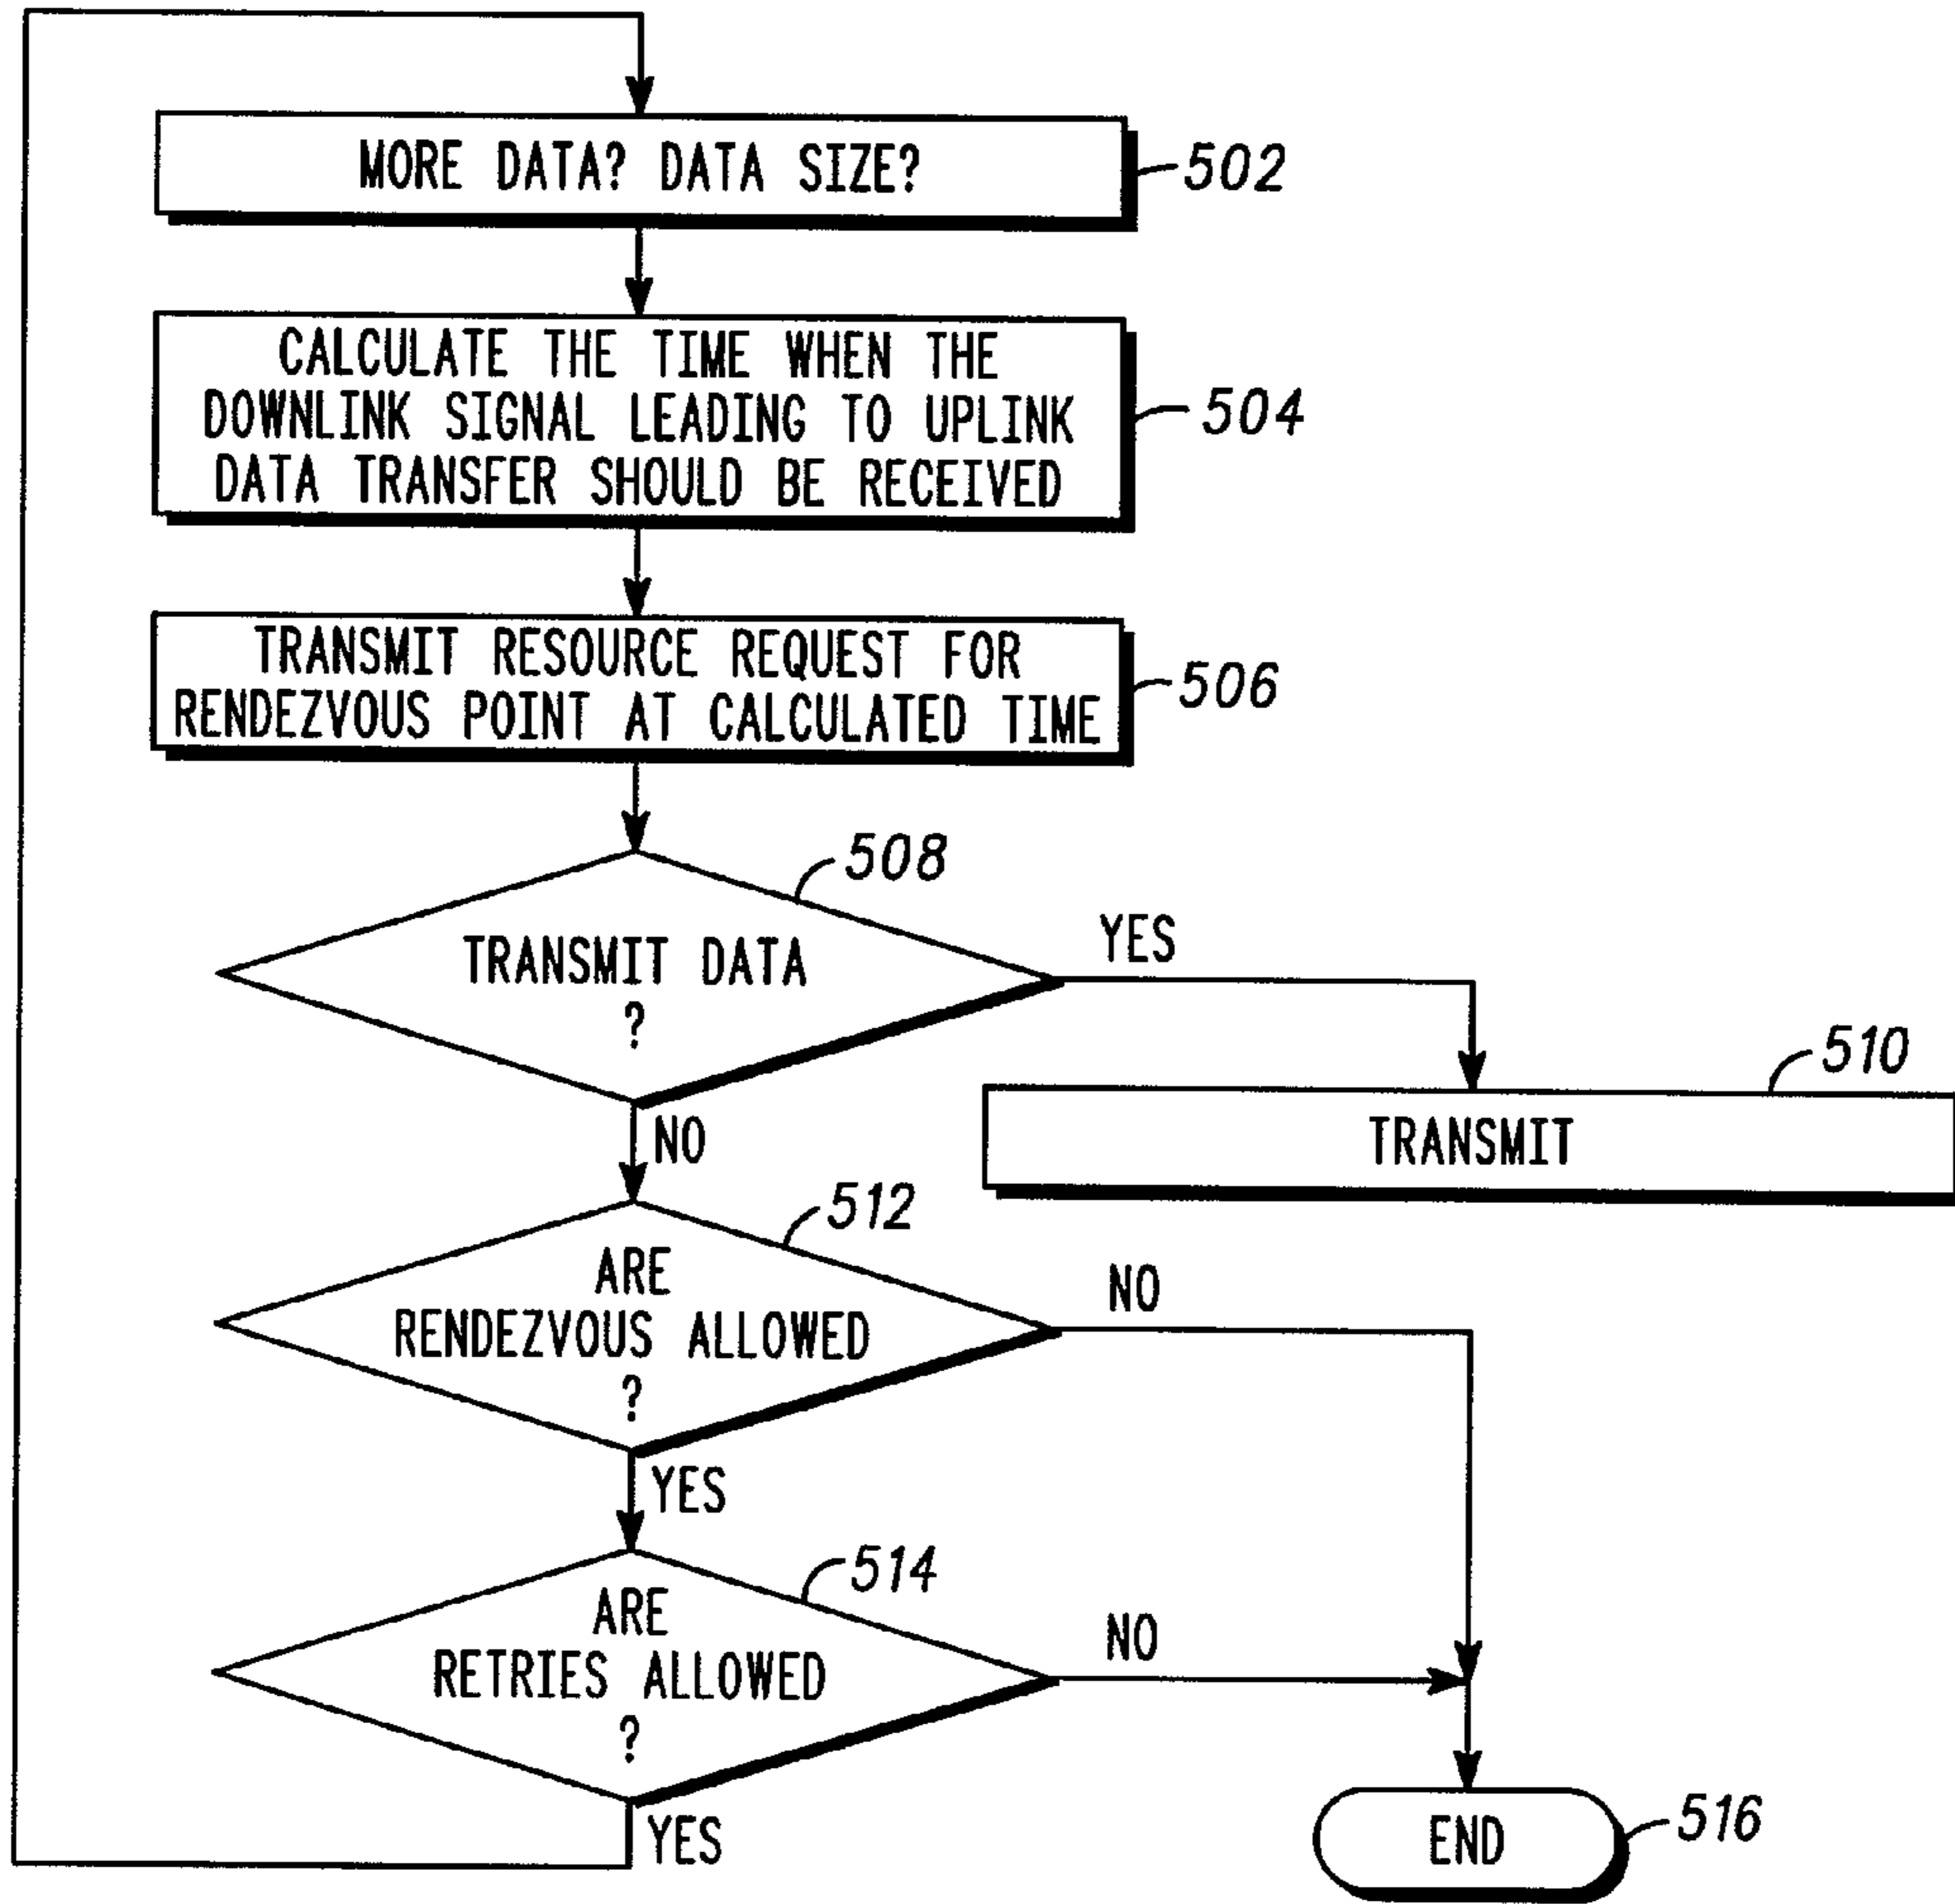 MORE DATA? DATA SIZE?
502
CALCULATE THE TIME WHEN THE
DOWNLINK SIGNAL LEADING TO UPLINK
DATA TRANSFER SHOULD BE RECEIVED
504
TRANSMIT RESOURCE REQUEST FOR
RENDEZVOUS POINT AT CALCULATED TIME
506
508
TRANSMIT DATA
?
YES
NO
510
TRANSMIT
512
ARE
RENDEZVOUS ALLOWED
?
NO
YES
514
ARE
RETRIES ALLOWED
?
NO
YES
END
516